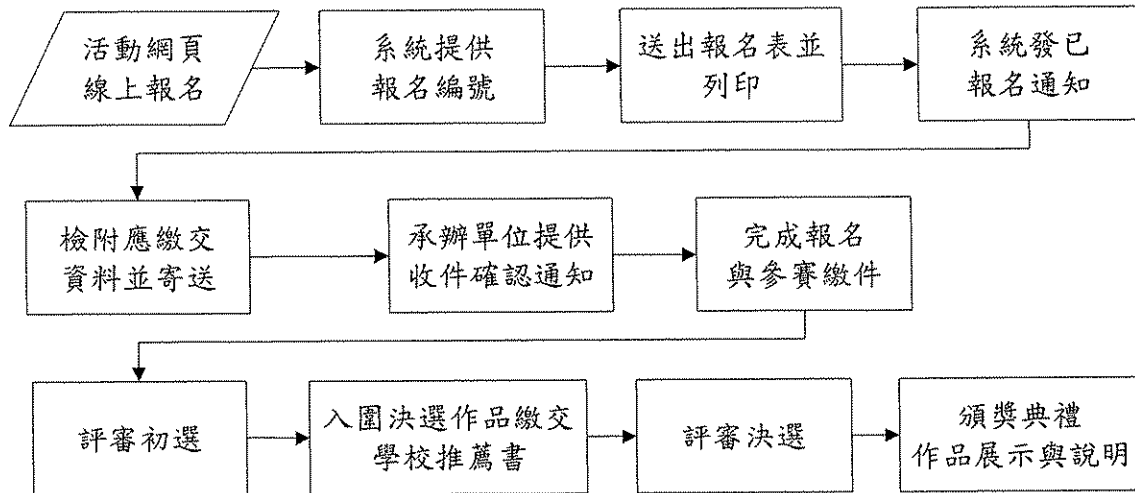 活動網頁
線上報名
系統提供
報名編號
送出報名表並
列印
系統發已
報名通知
檢附應繳交
資料並寄送
承辦單位提供
收件確認通知
完成報名
與參賽繳件
評審初選
入圍決選作品繳交
學校推薦書
評審決選
頒獎典禮
作品展示與說明